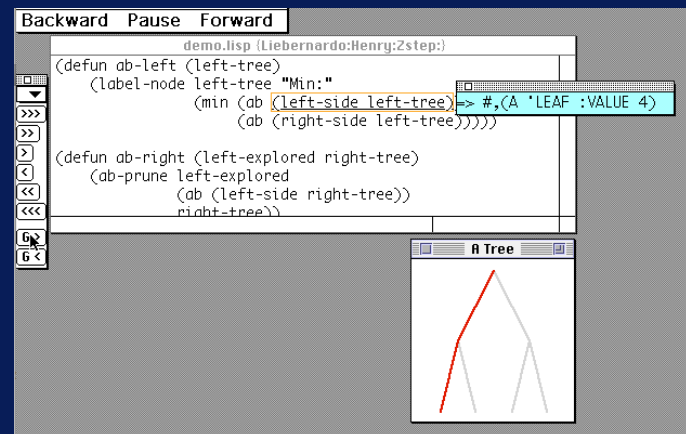 Backward Pause Forward
demo.lisp {Liebernardo:Henry:Zstep:}
(defun ab-left (left-tree)
(label-node left-tree "Min:"
(min (ab (left-side left-tree)
=> #,(A 'LEAF :VALUE 4)
(ab (right-side left-tree)))))
(defun ab-right (left-explored right-tree)
(ab-prune left-explored
(ab (left-side right-tree))
right-tree))
>>>
>>
>
<
<<
<<<
G >
G <
A Tree